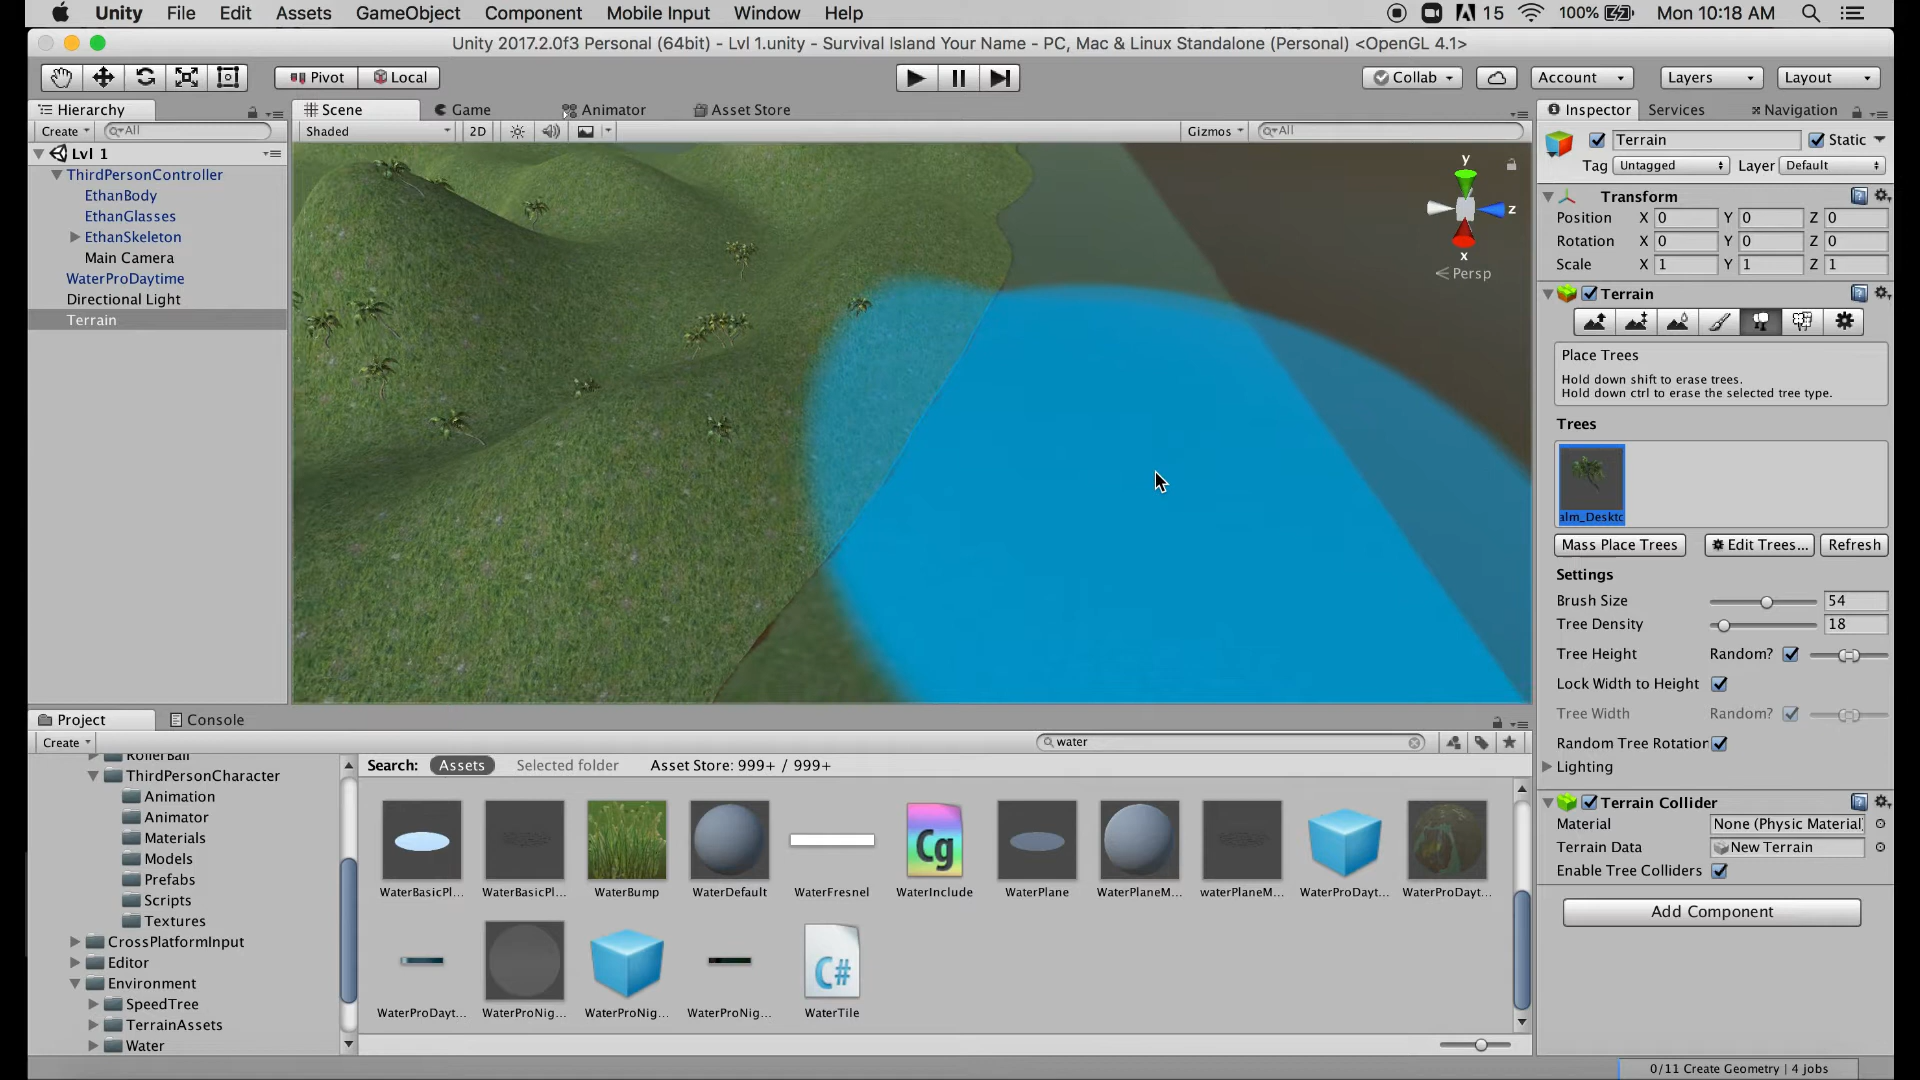 Unity File Edit Assets GameObject Component Mobile Input Window Help 15 100% Mon 10:18 AM
Unity 2017.2.0f3 Personal (64bit) - Lvl 1.unity - Survival Island Your Name - PC, Mac & Linux Standalone (Personal) <OpenGL 4.1>
Pivot Local Collab Account Layers Layout
Hierarchy Scene Game Animator Asset Store Inspector Services Navigation
Create All Shaded 2D Gizmos All
Lvl 1
ThirdPersonController
EthanBody
EthanGlasses
EthanSkeleton
Main Camera
WaterProDaytime
Directional Light
Terrain
y
z
x
Persp
Terrain Static
Tag Untagged Layer Default
Transform
Position X 0 Y 0 Z 0
Rotation X 0 Y 0 Z 0
Scale X 1 Y 1 Z 1
Terrain
Place Trees
Hold down shift to erase trees.
Hold down ctrl to erase the selected tree type.
Trees
alm_Deskto
Mass Place Trees Edit Trees... Refresh
Settings
Brush Size 54
Tree Density 18
Tree Height Random?
Lock Width to Height
Tree Width Random?
Random Tree Rotation
Lighting
Terrain Collider
Material None (Physic Material)
Terrain Data New Terrain
Enable Tree Colliders
Add Component
Project Console
Create water
Search: Assets Selected folder Asset Store: 999+ / 999+
RollerBall
ThirdPersonCharacter
Animation
Animator
Materials
Models
Prefabs
Scripts
Textures
CrossPlatformInput
Editor
Environment
SpeedTree
TerrainAssets
Water
Cg
WaterBasicPl... WaterBasicPl... WaterBump WaterDefault WaterFresnel WaterInclude WaterPlane WaterPlaneM... waterPlaneM... WaterProDayt... WaterProDayt...
C#
WaterProDayt... WaterProNig... WaterProNig... WaterProNig... WaterTile
0/11 Create Geometry | 4 jobs